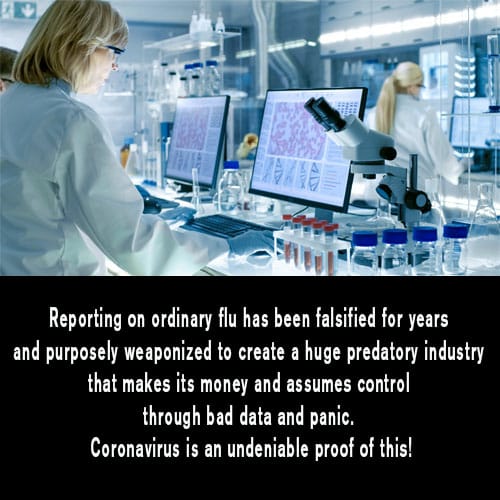 Reporting on ordinary flu has been falsified for years
and purposely weaponized to create a huge predatory industry
that makes its money and assumes control
through bad data and panic.
Coronavirus is an undeniable proof of this!